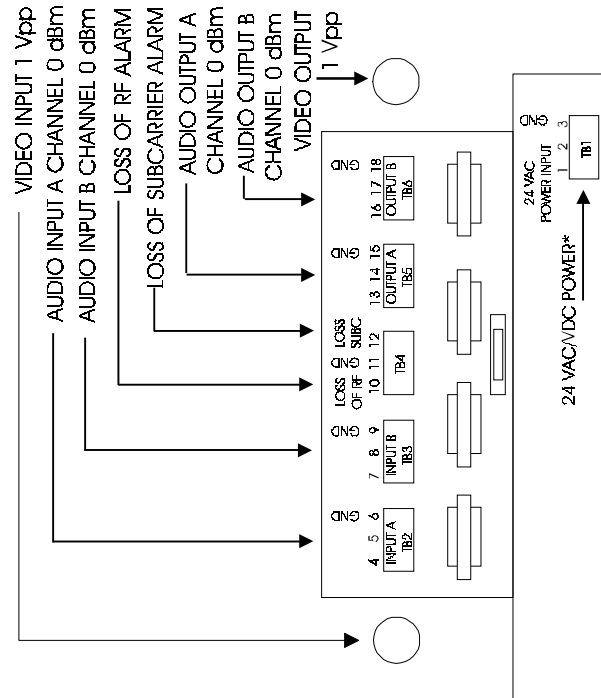 VIDEO INPUT 1 Vpp
AUDIO INPUT A CHANNEL 0 dBm
AUDIO INPUT B CHANNEL 0 dBm
LOSS OF RF ALARM
LOSS OF SUBCARRIER ALARM
AUDIO OUTPUT A
CHANNEL 0 dBm
AUDIO OUTPUT B
CHANNEL 0 dBm
VIDEO OUTPUT
1 Vpp
GND
4 5 6
INPUT A
TB2
GND
7 8 9
INPUT B
TB3
LOSS
OF RF
GND
LOSS
SUBC.
10 11 12
TB4
GND
13 14 15
OUTPUT A
TB5
GND
16 17 18
OUTPUT B
TB6
GND
24 VAC
POWER INPUT
1 2 3
TB1
24 VAC/VDC POWER*